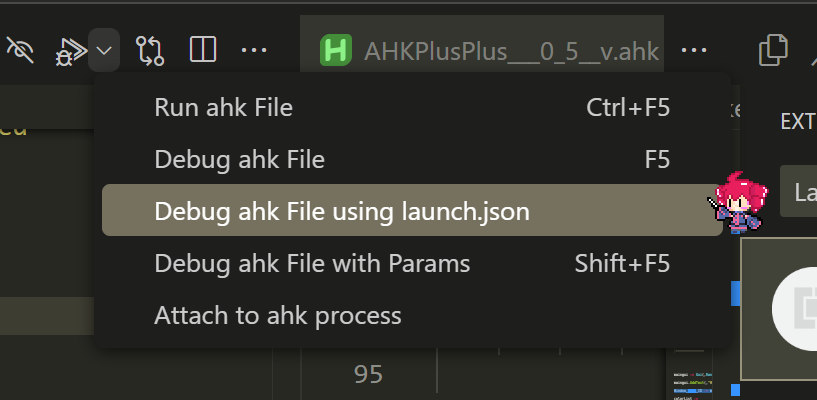 AHKPlusPlus___0_5__v.ahk
Run ahk File Ctrl+F5
EXT
Debug ahk File F5
La
Debug ahk File using launch.json
Debug ahk File with Params Shift+F5
Attach to ahk process
95